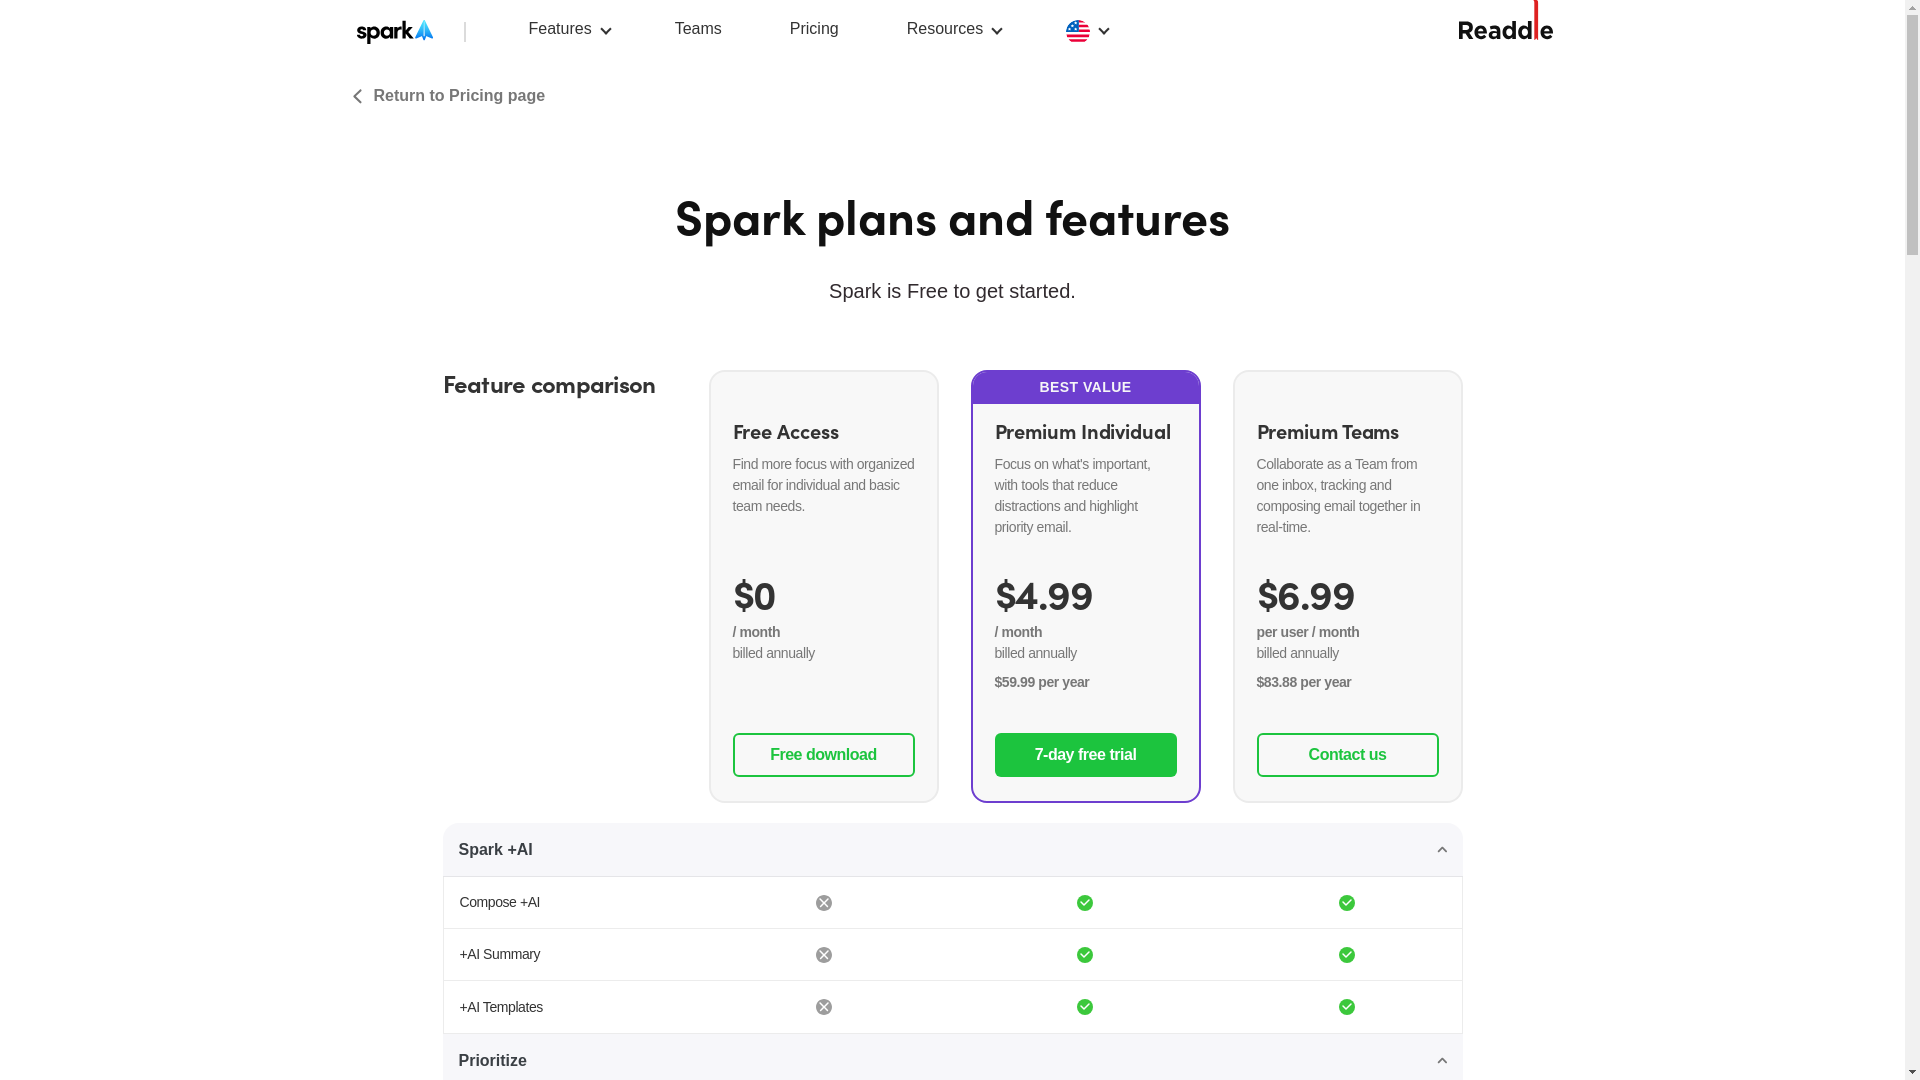 spark
Features
Teams
Pricing
Resources
Readdle
Return to Pricing page
Spark plans and features
Spark is Free to get started.
Feature comparison
Free Access
Find more focus with organized
email for individual and basic
team needs.
$0
/ month
billed annually
Free download
BEST VALUE
Premium Individual
Focus on what's important,
with tools that reduce
distractions and highlight
priority email.
$4.99
/ month
billed annually
$59.99 per year
7-day free trial
Premium Teams
Collaborate as a Team from
one inbox, tracking and
composing email together in
real-time.
$6.99
per user / month
billed annually
$83.88 per year
Contact us
Spark +AI
Compose +AI
+AI Summary
+AI Templates
Prioritize